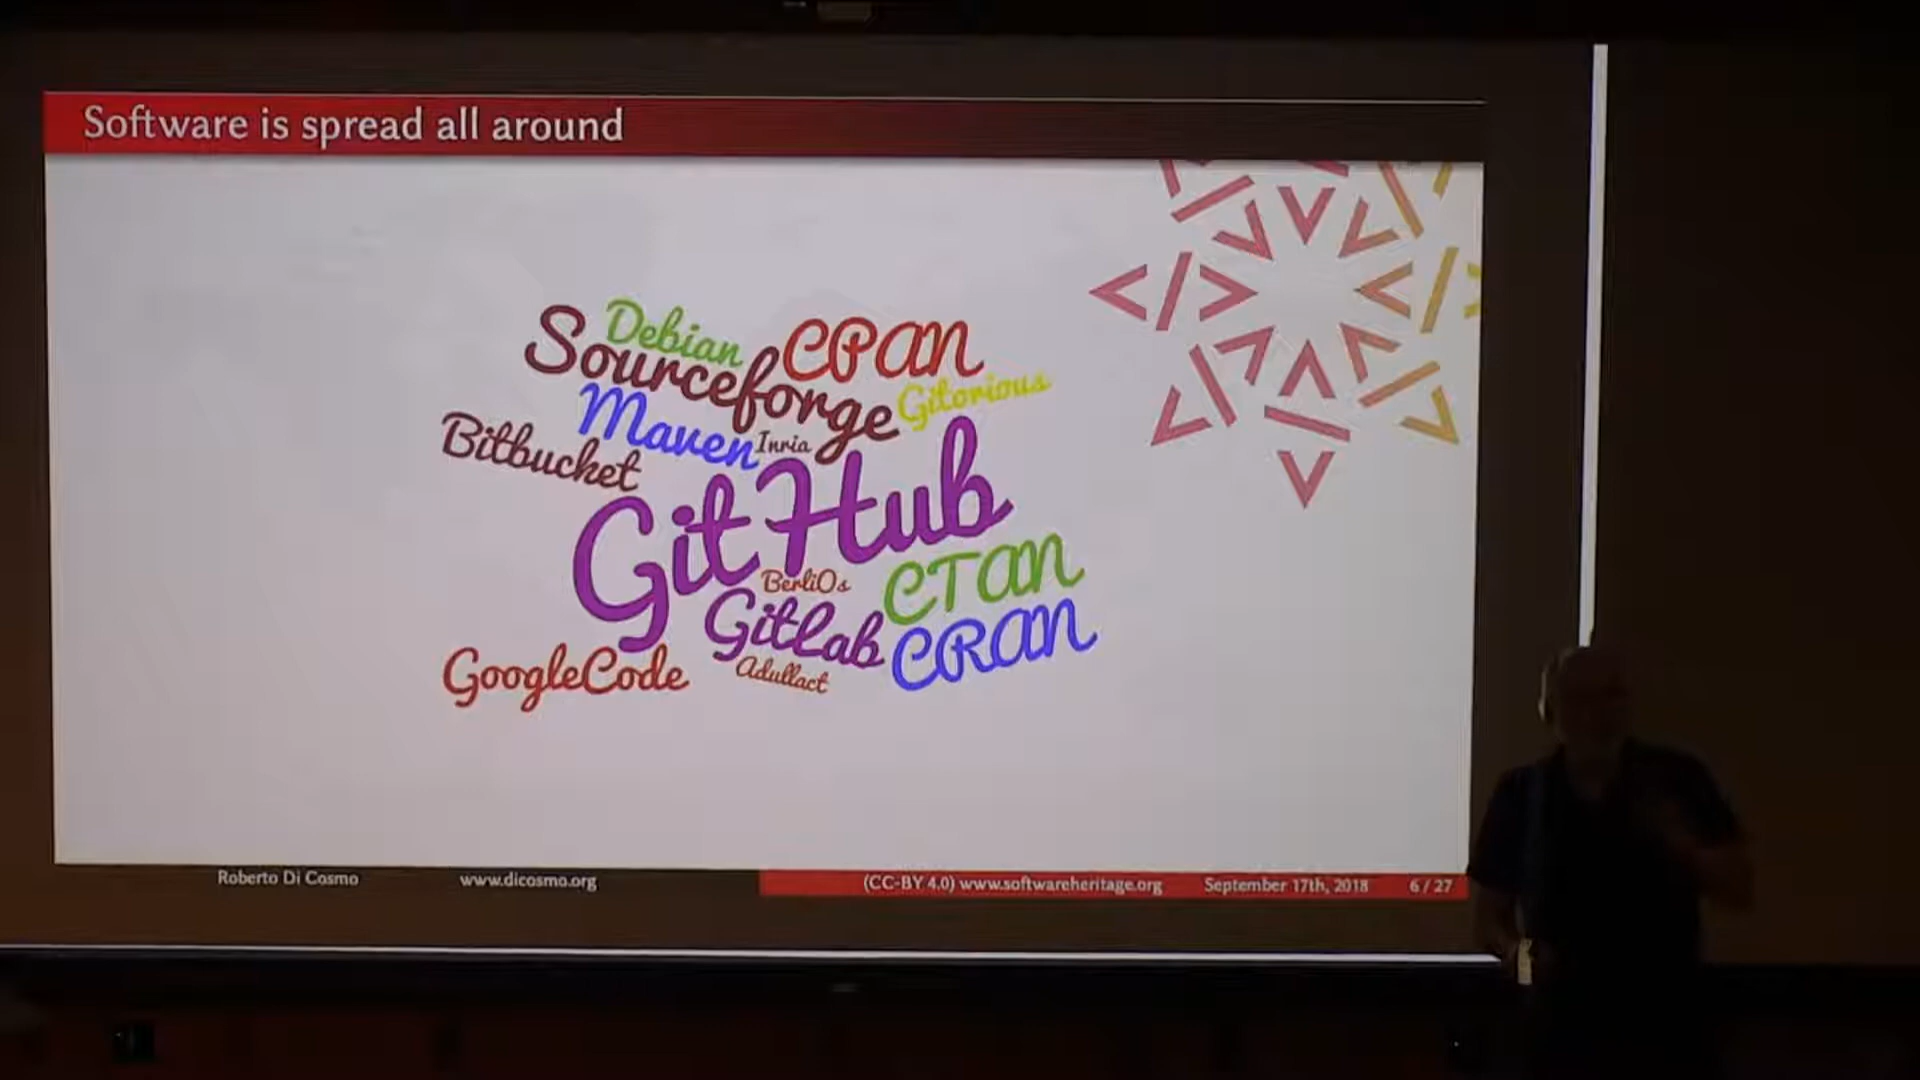 Software is spread all around
Debian
CPAN
Sourceforge
Gitorious
Maven
Inria
Bitbucket
GitHub
BerliOs
CTAN
GitLab
CRAN
GoogleCode
Adullact
Roberto Di Cosmo www.dicosmo.org (CC-BY 4.0) www.softwareheritage.org September 17th, 2018 6 / 27